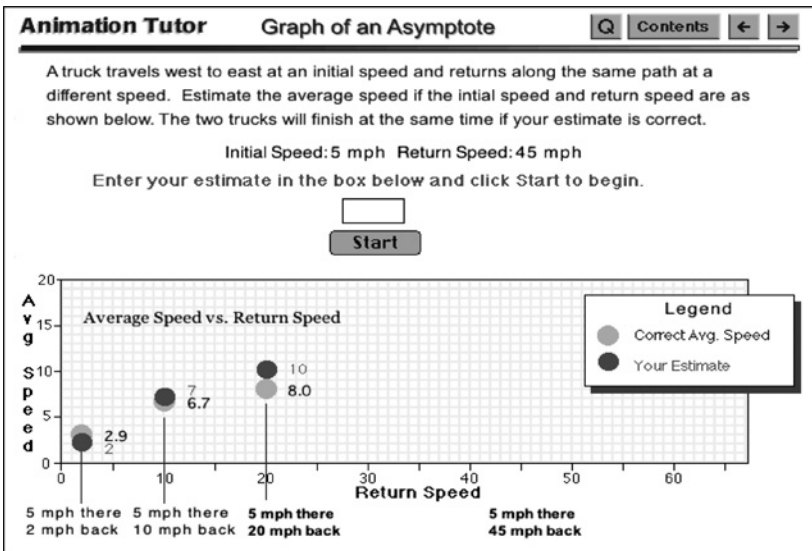 Animation Tutor Graph of an Asymptote Q Contents ← →
A truck travels west to east at an initial speed and returns along the same path at a
different speed. Estimate the average speed if the intial speed and return speed are as
shown below. The two trucks will finish at the same time if your estimate is correct.
Initial Speed: 5 mph Return Speed: 45 mph
Enter your estimate in the box below and click Start to begin.
Start
Avg Speed
20
15
10
5
0
Average Speed vs. Return Speed
Legend
Correct Avg. Speed
Your Estimate
2.9
2
7
6.7
10
8.0
0 10 20 30 40 50 60
Return Speed
5 mph there 5 mph there 5 mph there 5 mph there
2 mph back 10 mph back 20 mph back 45 mph back